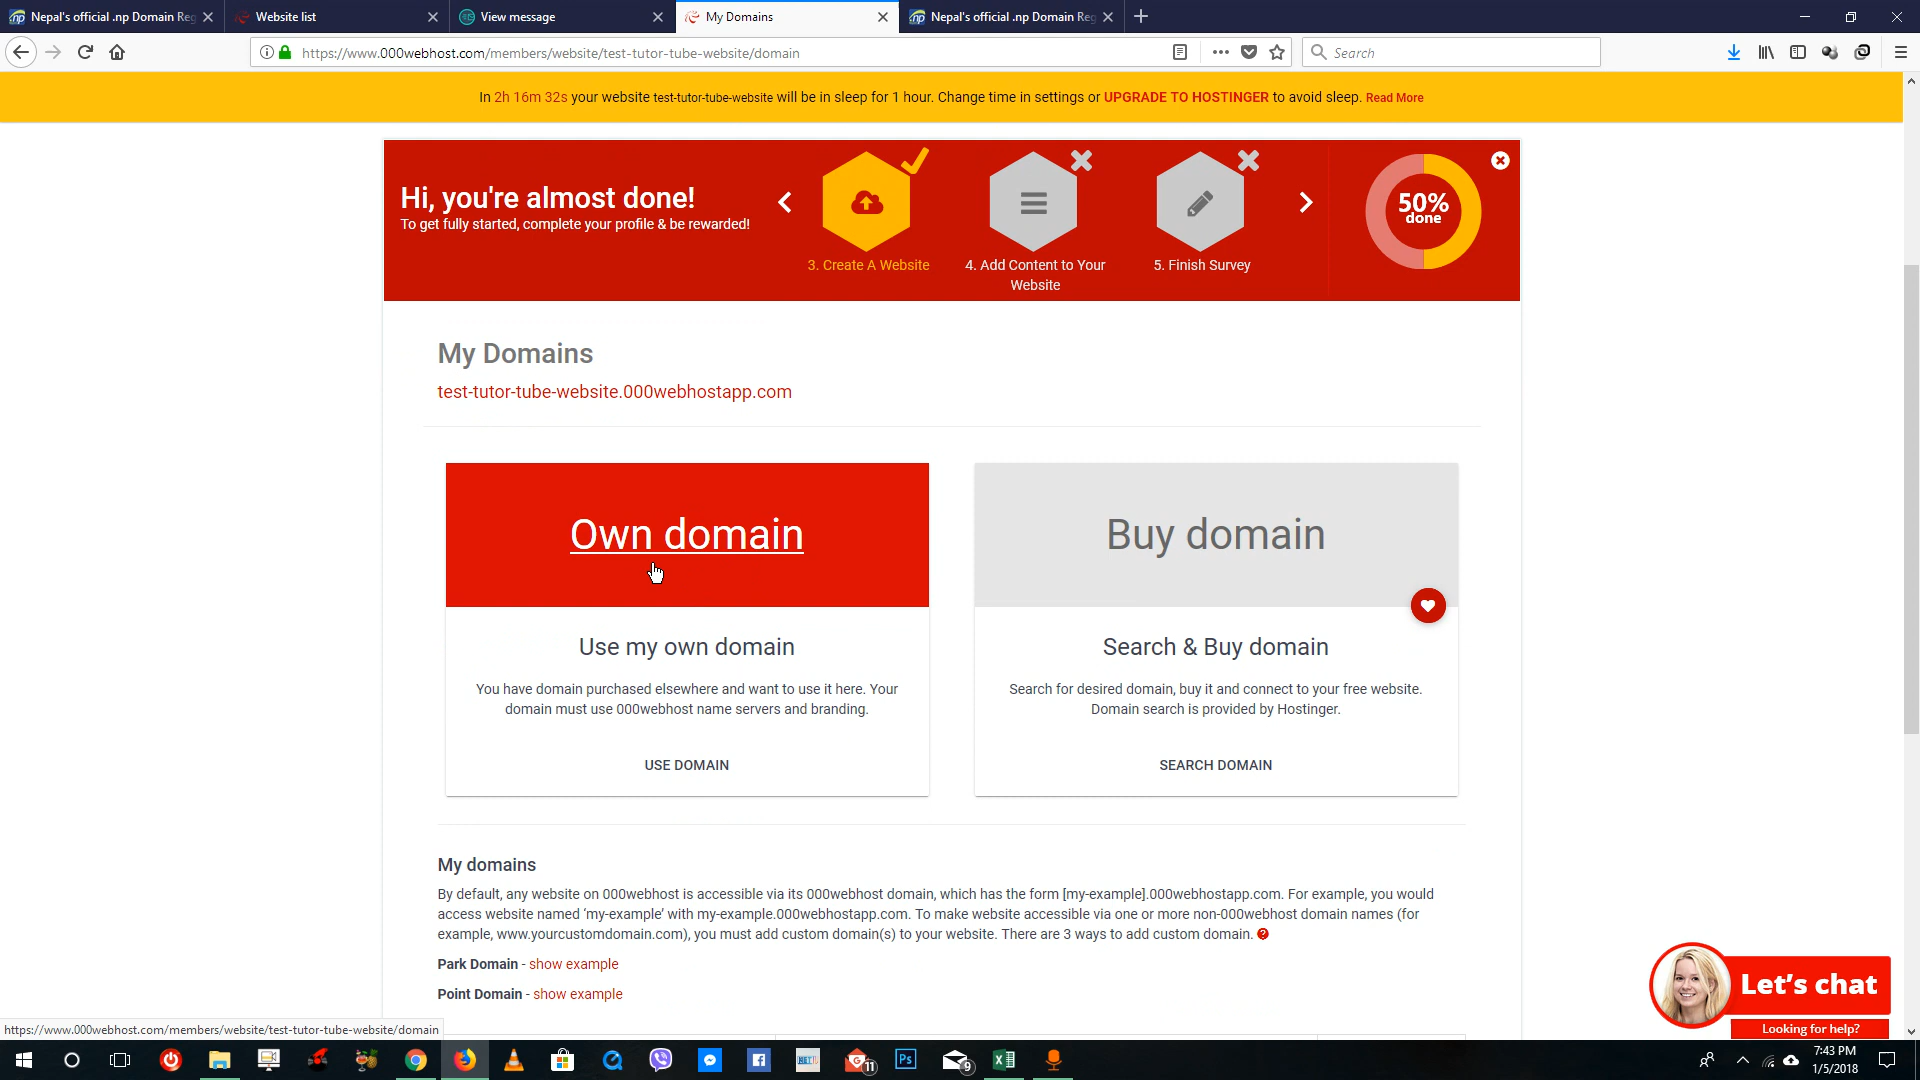 Nepal's official .np Domain Reg
Website list
View message
My Domains
Nepal's official .np Domain Reg
https://www.000webhost.com/members/website/test-tutor-tube-website/domain
Search
In 2h 16m 32s your website test-tutor-tube-website will be in sleep for 1 hour. Change time in settings or UPGRADE TO HOSTINGER to avoid sleep. Read More
Hi, you're almost done!
To get fully started, complete your profile & be rewarded!
3. Create A Website
4. Add Content to Your
Website
5. Finish Survey
50%
done
My Domains
test-tutor-tube-website.000webhostapp.com
Own domain
Use my own domain
You have domain purchased elsewhere and want to use it here. Your
domain must use 000webhost name servers and branding.
USE DOMAIN
Buy domain
Search & Buy domain
Search for desired domain, buy it and connect to your free website.
Domain search is provided by Hostinger.
SEARCH DOMAIN
My domains
By default, any website on 000webhost is accessible via its 000webhost domain, which has the form [my-example].000webhostapp.com. For example, you would
access website named 'my-example' with my-example.000webhostapp.com. To make website accessible via one or more non-000webhost domain names (for
example, www.yourcustomdomain.com), you must add custom domain(s) to your website. There are 3 ways to add custom domain. ?
Park Domain - show example
Point Domain - show example
Let's chat
Looking for help?
https://www.000webhost.com/members/website/test-tutor-tube-website/domain
11
Ps
9
7:43 PM
1/5/2018